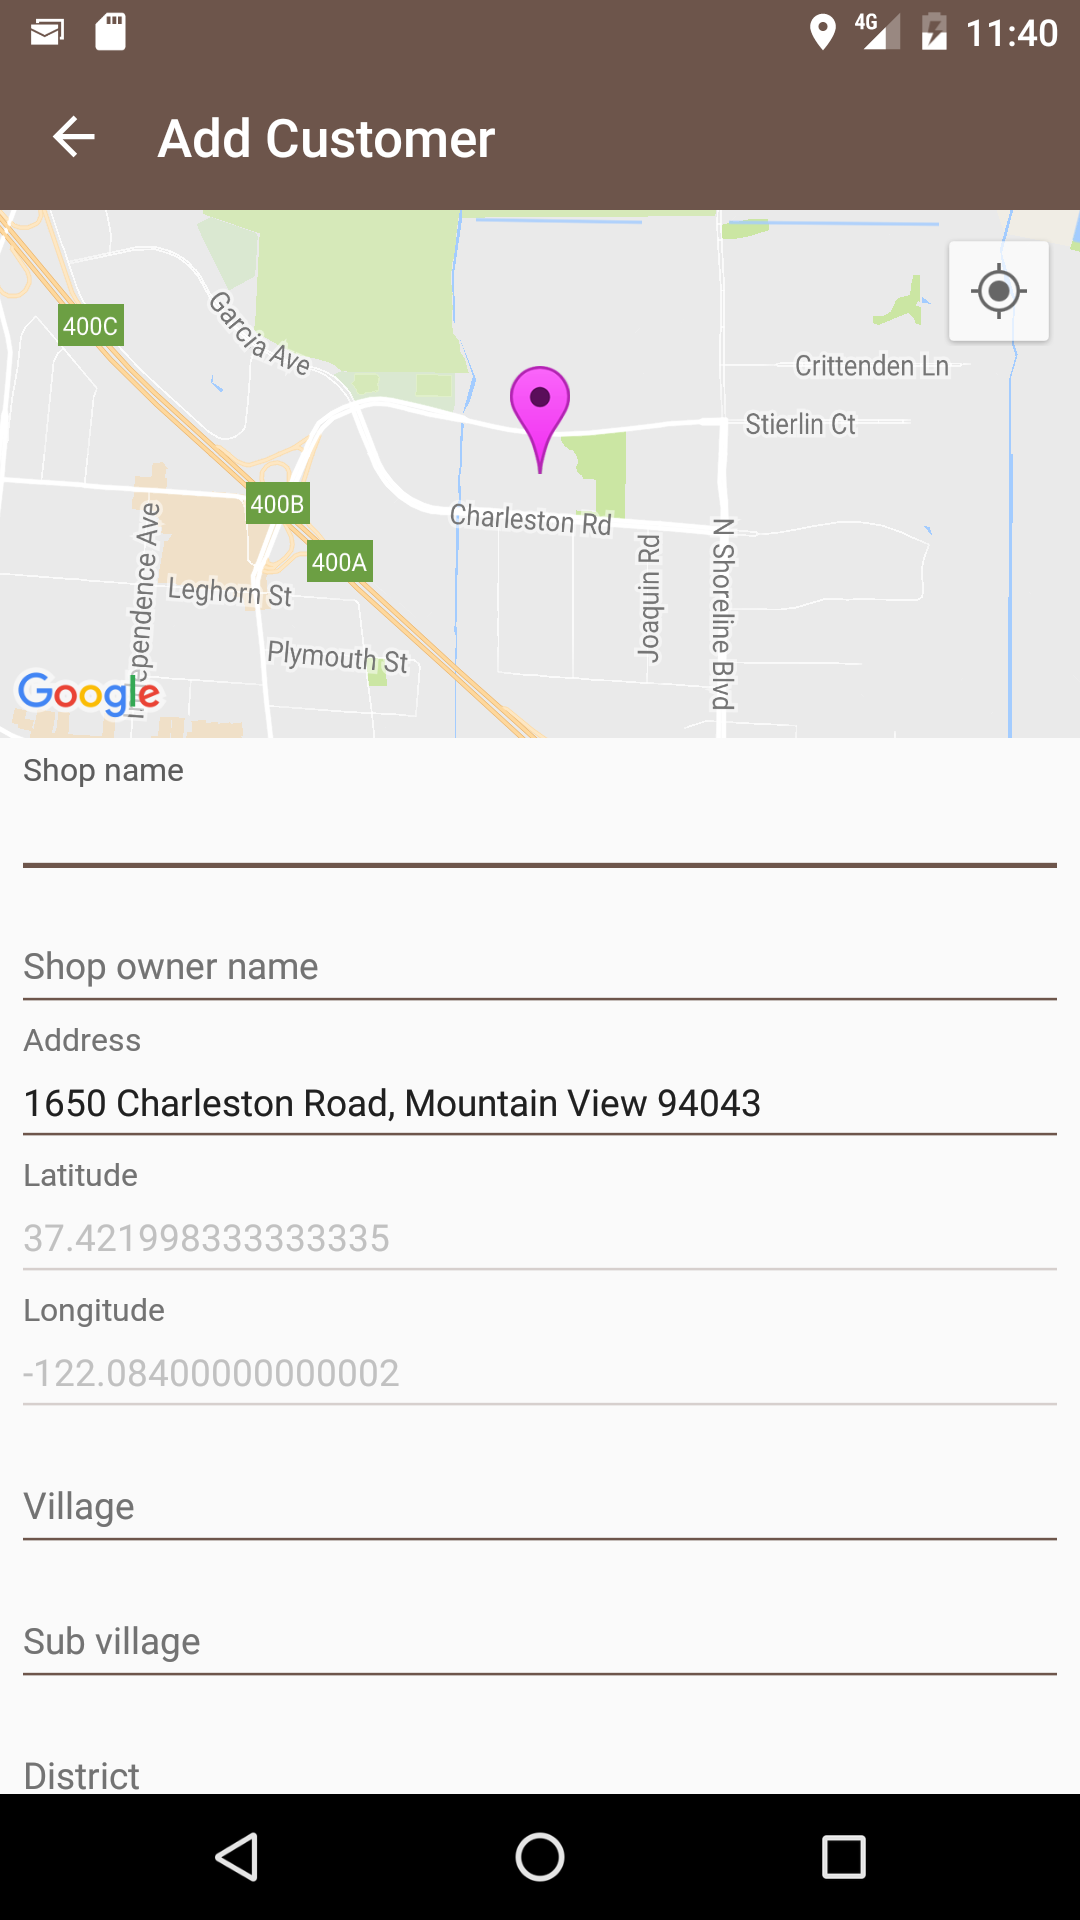 4G 11:40
Add Customer
400C
Garcia Ave
Crittenden Ln
Stierlin Ct
400B
Charleston Rd
400A
Joaquin Rd
N Shoreline Blvd
Leghorn St
Plymouth St
Google
Shop name
Shop owner name
Address
1650 Charleston Road, Mountain View 94043
Latitude
37.421998333333335
Longitude
-122.08400000000002
Village
Sub village
District